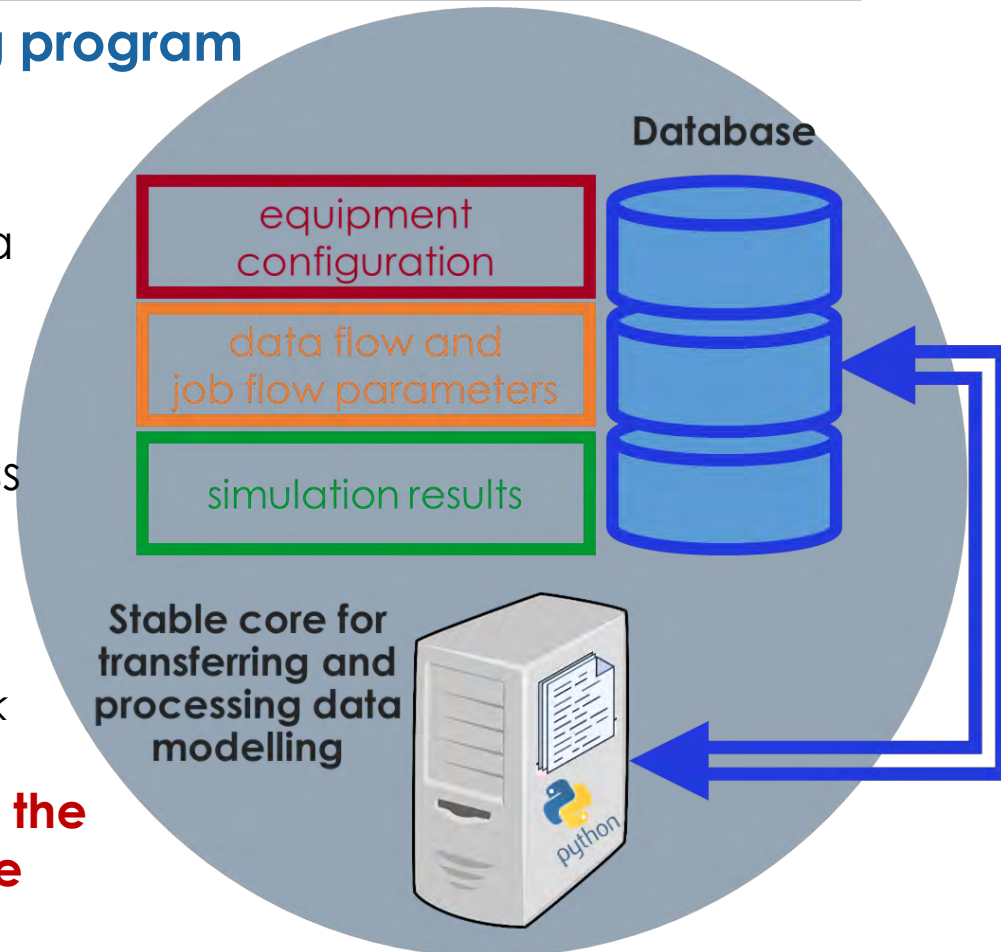 g program
Database
equipment
configuration
a
data flow and
job flow parameters
ss
simulation results
Stable core for
transferring and
processing data
modelling
k
the
e
python